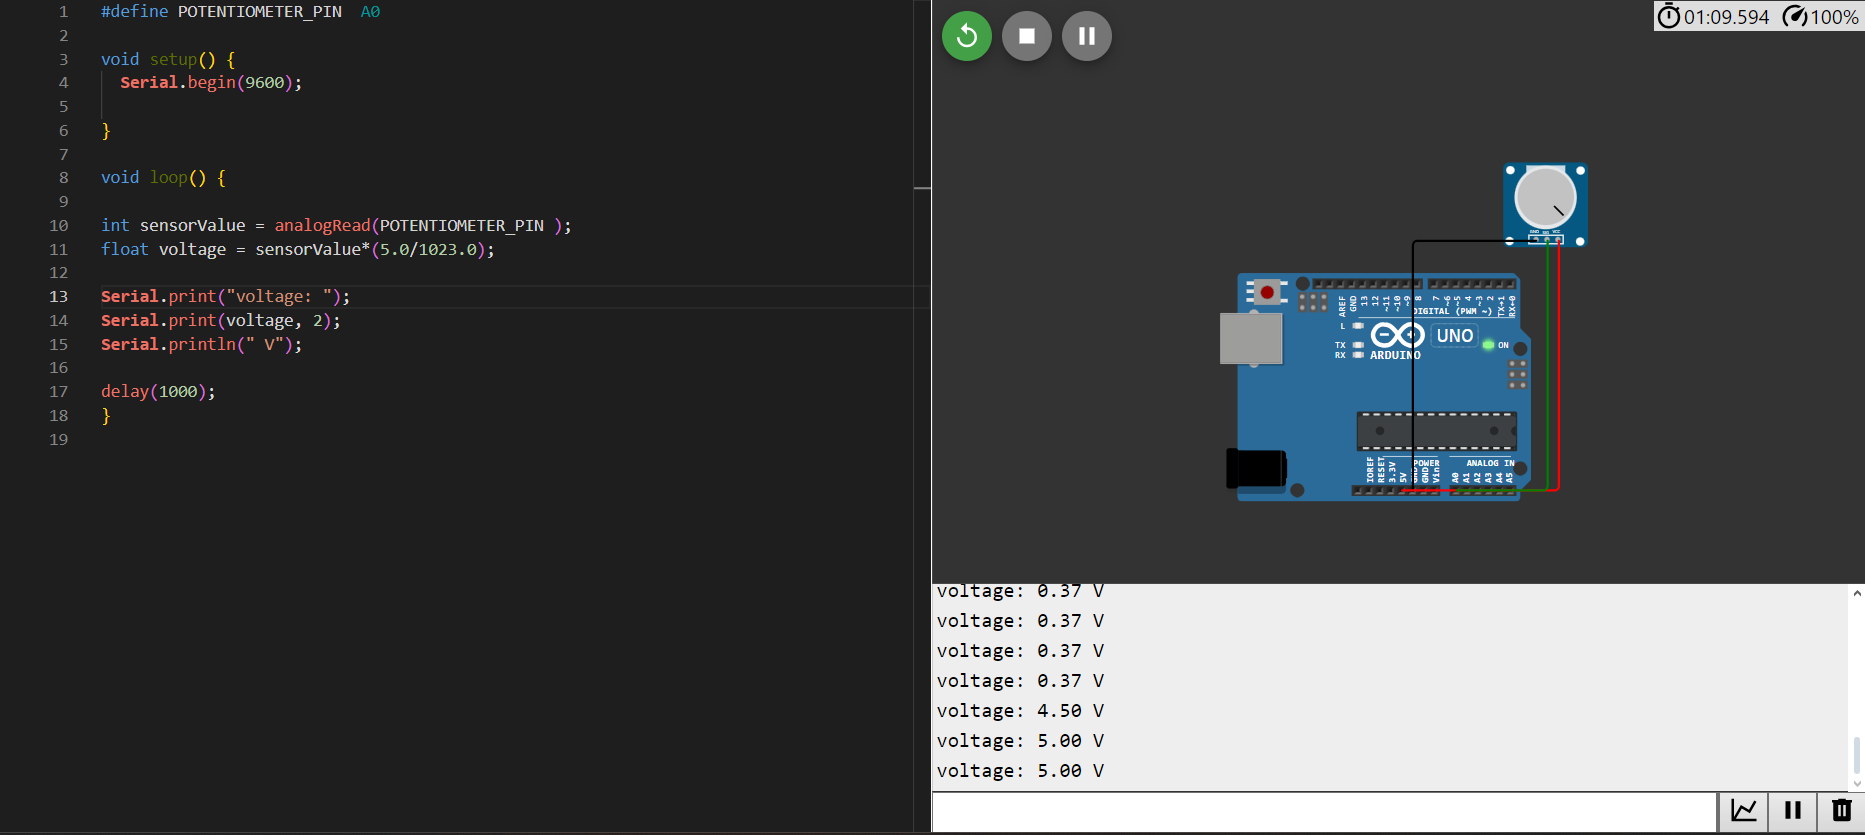 1 #define POTENTIOMETER_PIN  A0
2
3 void setup() {
4   Serial.begin(9600);
5
6 }
7
8 void loop() {
9
10 int sensorValue = analogRead(POTENTIOMETER_PIN );
11 float voltage = sensorValue*(5.0/1023.0);
12
13 Serial.print("voltage: ");
14 Serial.print(voltage, 2);
15 Serial.println(" V");
16
17 delay(1000);
18 }
19
01:09.594 100%
GND SIG VCC
AREF GND 13 12 ~11 ~10 ~9 8 7 ~6 ~5 4 ~3 2 TX→1 RX←0
DIGITAL (PWM ~)
L
TX
RX
UNO
ON
ARDUINO
POWER ANALOG IN
IOREF RESET 3.3V 5V GND GND Vin A0 A1 A2 A3 A4 A5
voltage: 0.37 V
voltage: 0.37 V
voltage: 0.37 V
voltage: 0.37 V
voltage: 4.50 V
voltage: 5.00 V
voltage: 5.00 V